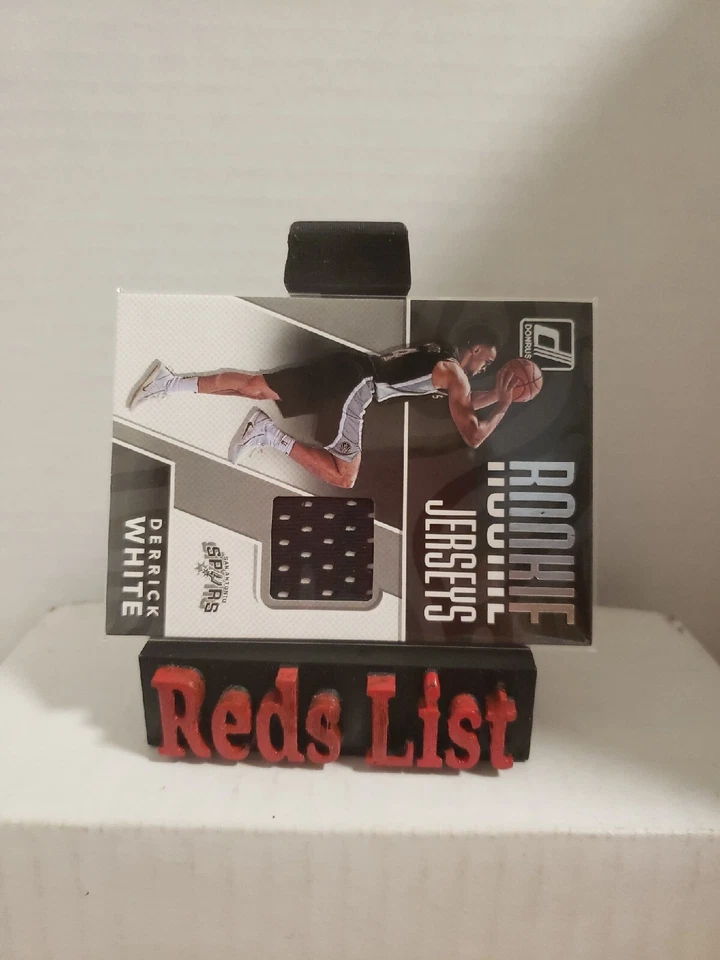 DONRUSS
ROOKIE
JERSEYS
SAN ANTONIO
SPURS
DERRICK
WHITE
Reds List